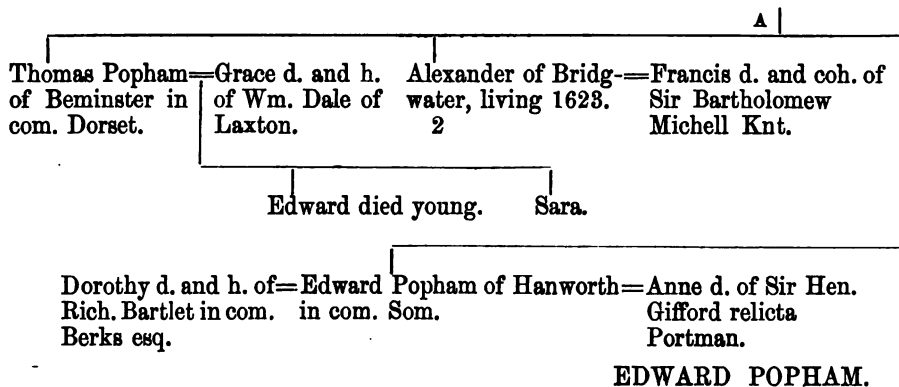 A
Thomas Popham=Grace d. and h. Alexander of Bridg-=Francis d. and coh. of
of Beminster in of Wm. Dale of water, living 1623. Sir Bartholomew
com. Dorset. Laxton. 2 Michell Knt.
Edward died young. Sara.
Dorothy d. and h. of=Edward Popham of Hanworth=Anne d. of Sir Hen.
Rich. Bartlet in com. in com. Som. Gifford relicta
Berks esq. Portman.
EDWARD POPHAM.